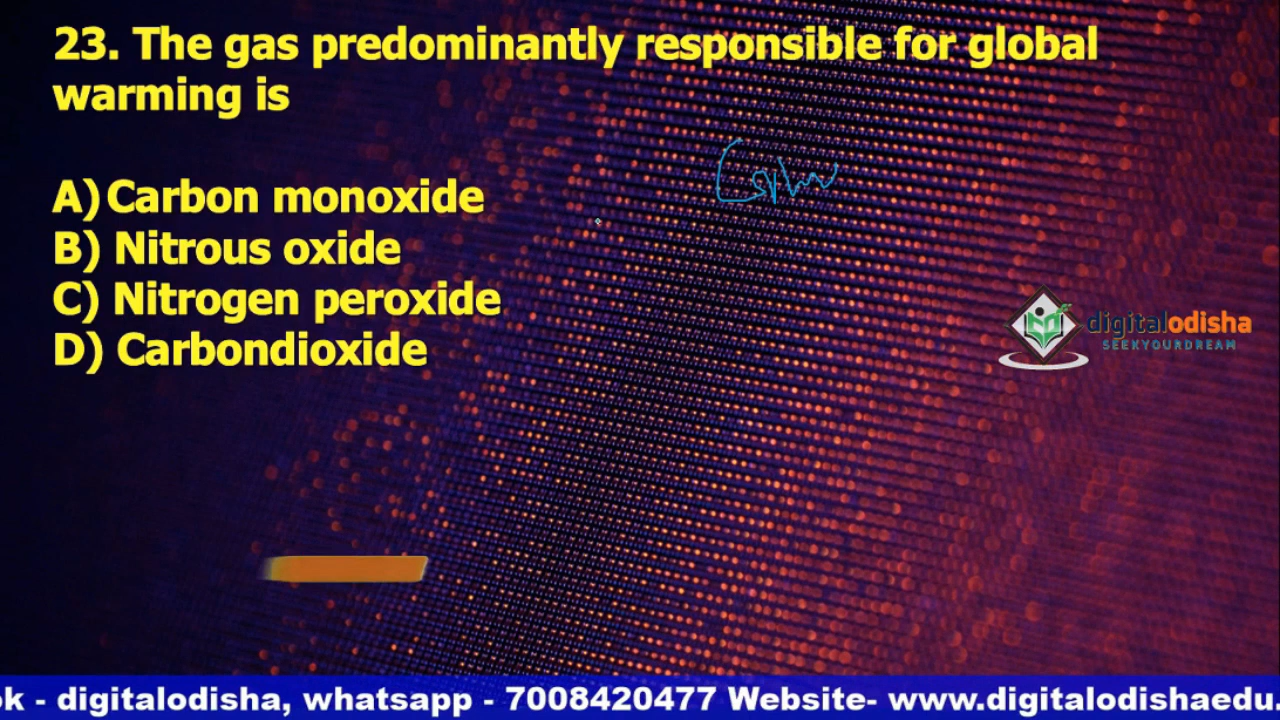 23. The gas predominantly responsible for global
warming is
A) Carbon monoxide
B) Nitrous oxide
C) Nitrogen peroxide
D) Carbondioxide
digitalodisha
SEEKYOURDREAM
ok - digitalodisha, whatsapp - 7008420477 Website- www.digitalodishaedu.